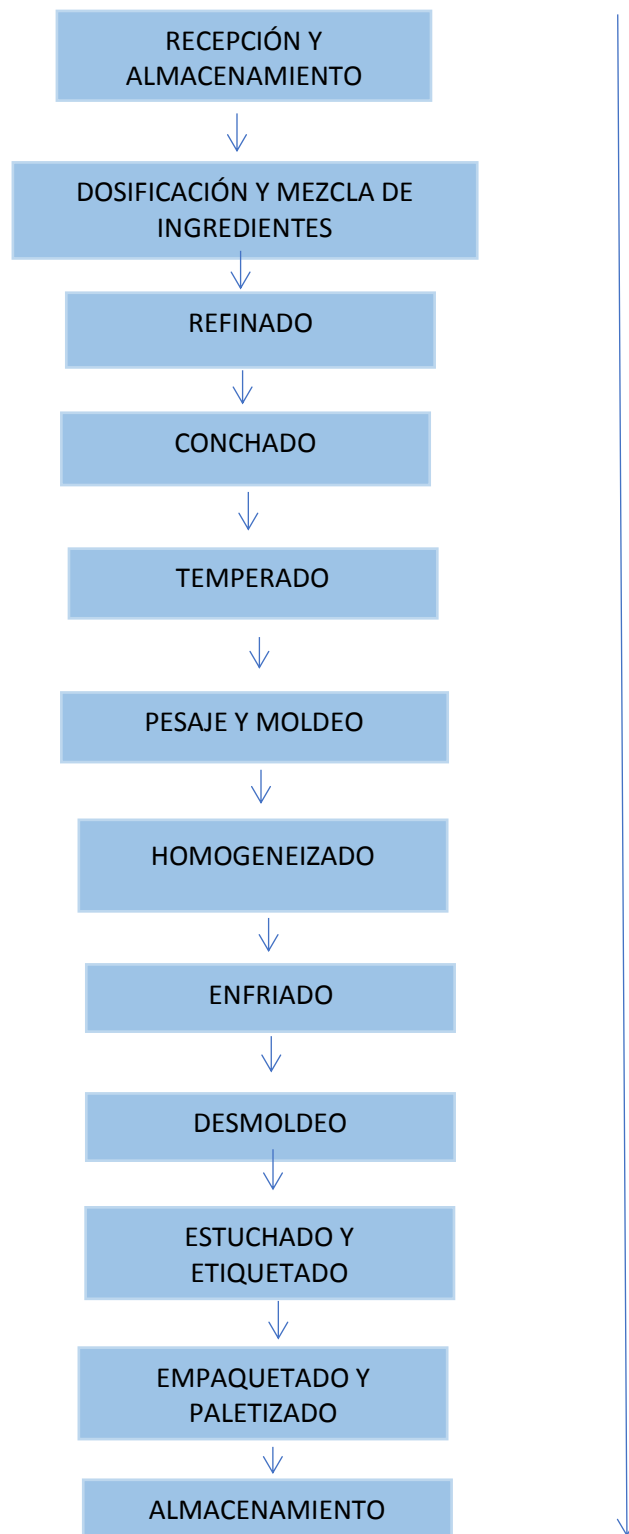 RECEPCIÓN Y
ALMACENAMIENTO
DOSIFICACIÓN Y MEZCLA DE
INGREDIENTES
REFINADO
CONCHADO
TEMPERADO
PESAJE Y MOLDEO
HOMOGENEIZADO
ENFRIADO
DESMOLDEO
ESTUCHADO Y
ETIQUETADO
EMPAQUETADO Y
PALETIZADO
ALMACENAMIENTO